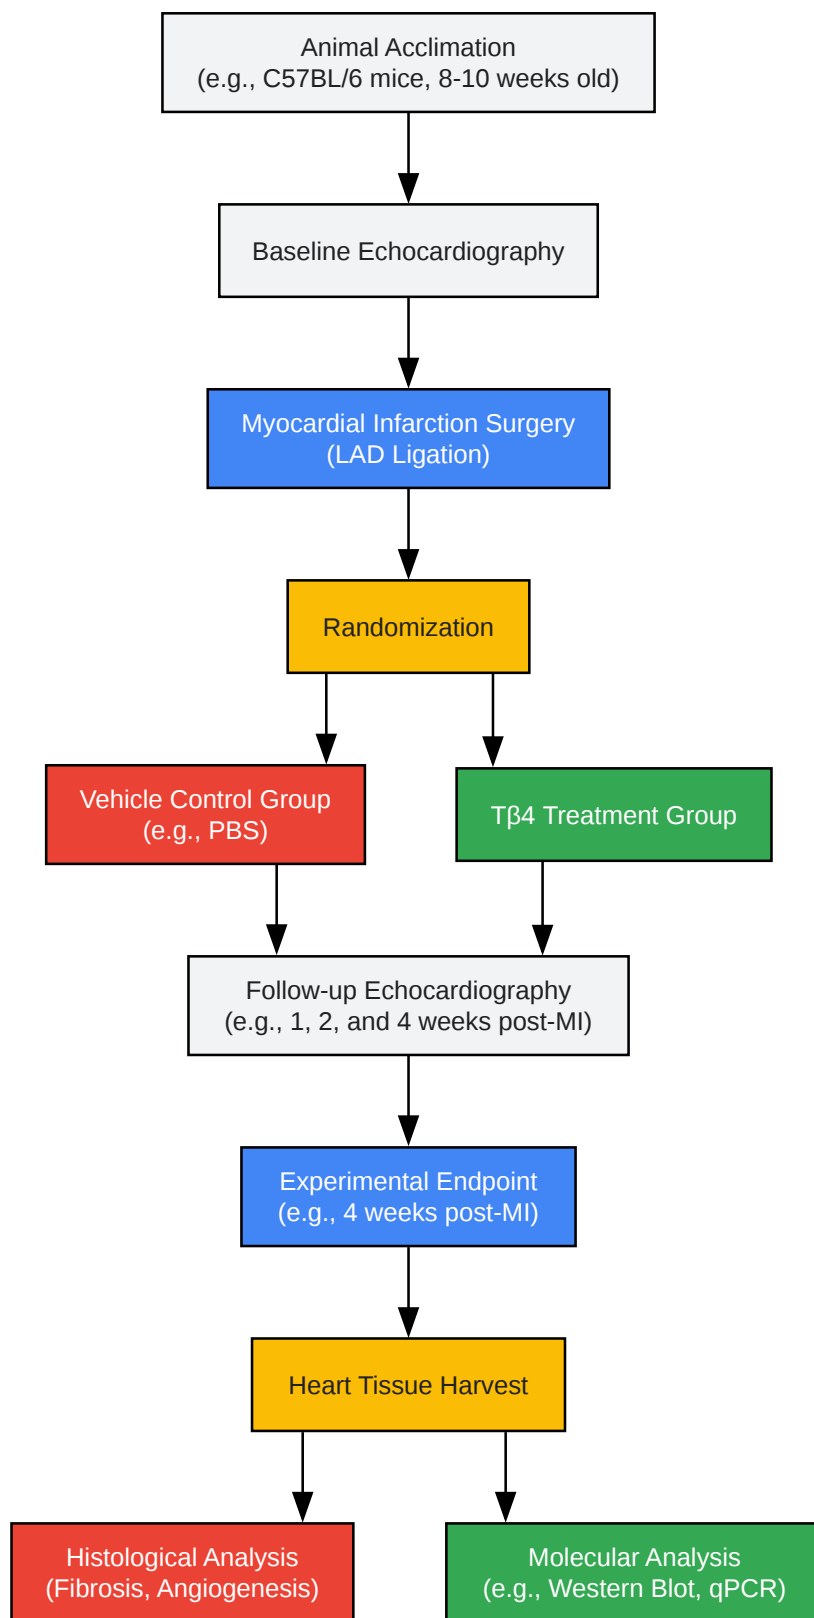 Animal Acclimation
(e.g., C57BL/6 mice, 8-10 weeks old)
Baseline Echocardiography
Myocardial Infarction Surgery
(LAD Ligation)
Randomization
Vehicle Control Group
(e.g., PBS)
Tβ4 Treatment Group
Follow-up Echocardiography
(e.g., 1, 2, and 4 weeks post-MI)
Experimental Endpoint
(e.g., 4 weeks post-MI)
Heart Tissue Harvest
Histological Analysis
(Fibrosis, Angiogenesis)
Molecular Analysis
(e.g., Western Blot, qPCR)